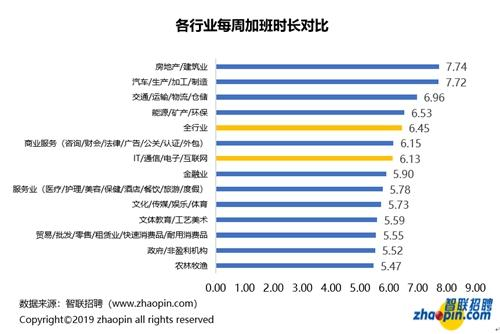 各行业每周加班时长对比
房地产/建筑业 7.74
汽车/生产/加工/制造 7.72
交通/运输/物流/仓储 6.96
能源/矿产/环保 6.53
全行业 6.45
商业服务（咨询/财会/法律/广告/公关/认证/外包） 6.15
IT/通信/电子/互联网 6.13
金融业 5.90
服务业（医疗/护理/美容/保健/酒店/餐饮/旅游/度假） 5.78
文化/传媒/娱乐/体育 5.73
文体教育/工艺美术 5.59
贸易/批发/零售/租赁业/快速消费品/耐用消费品 5.55
政府/非盈利机构 5.52
农林牧渔 5.47
0.00 1.00 2.00 3.00 4.00 5.00 6.00 7.00 8.00 9.00
数据来源：智联招聘（www.zhaopin.com）
Copyright©2019 zhaopin all rights reserved
智联招聘
zhaopin.com